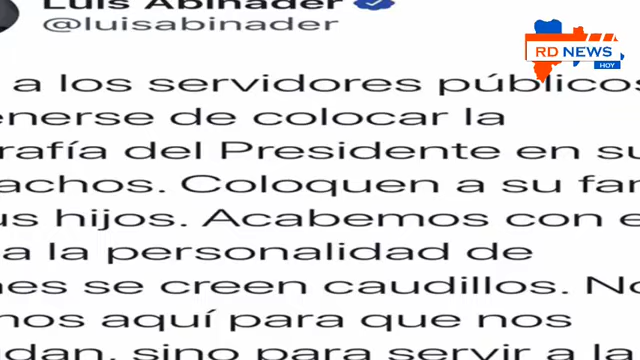 Luis Abinader
@luisabinader
RD NEWS
HOY
a los servidores públicos
enerse de colocar la
rafía del Presidente en su
achos. Coloquen a su fam
us hijos. Acabemos con e
a la personalidad de
nes se creen caudillos. No
mos aquí para que nos
udan, sino para servir a la